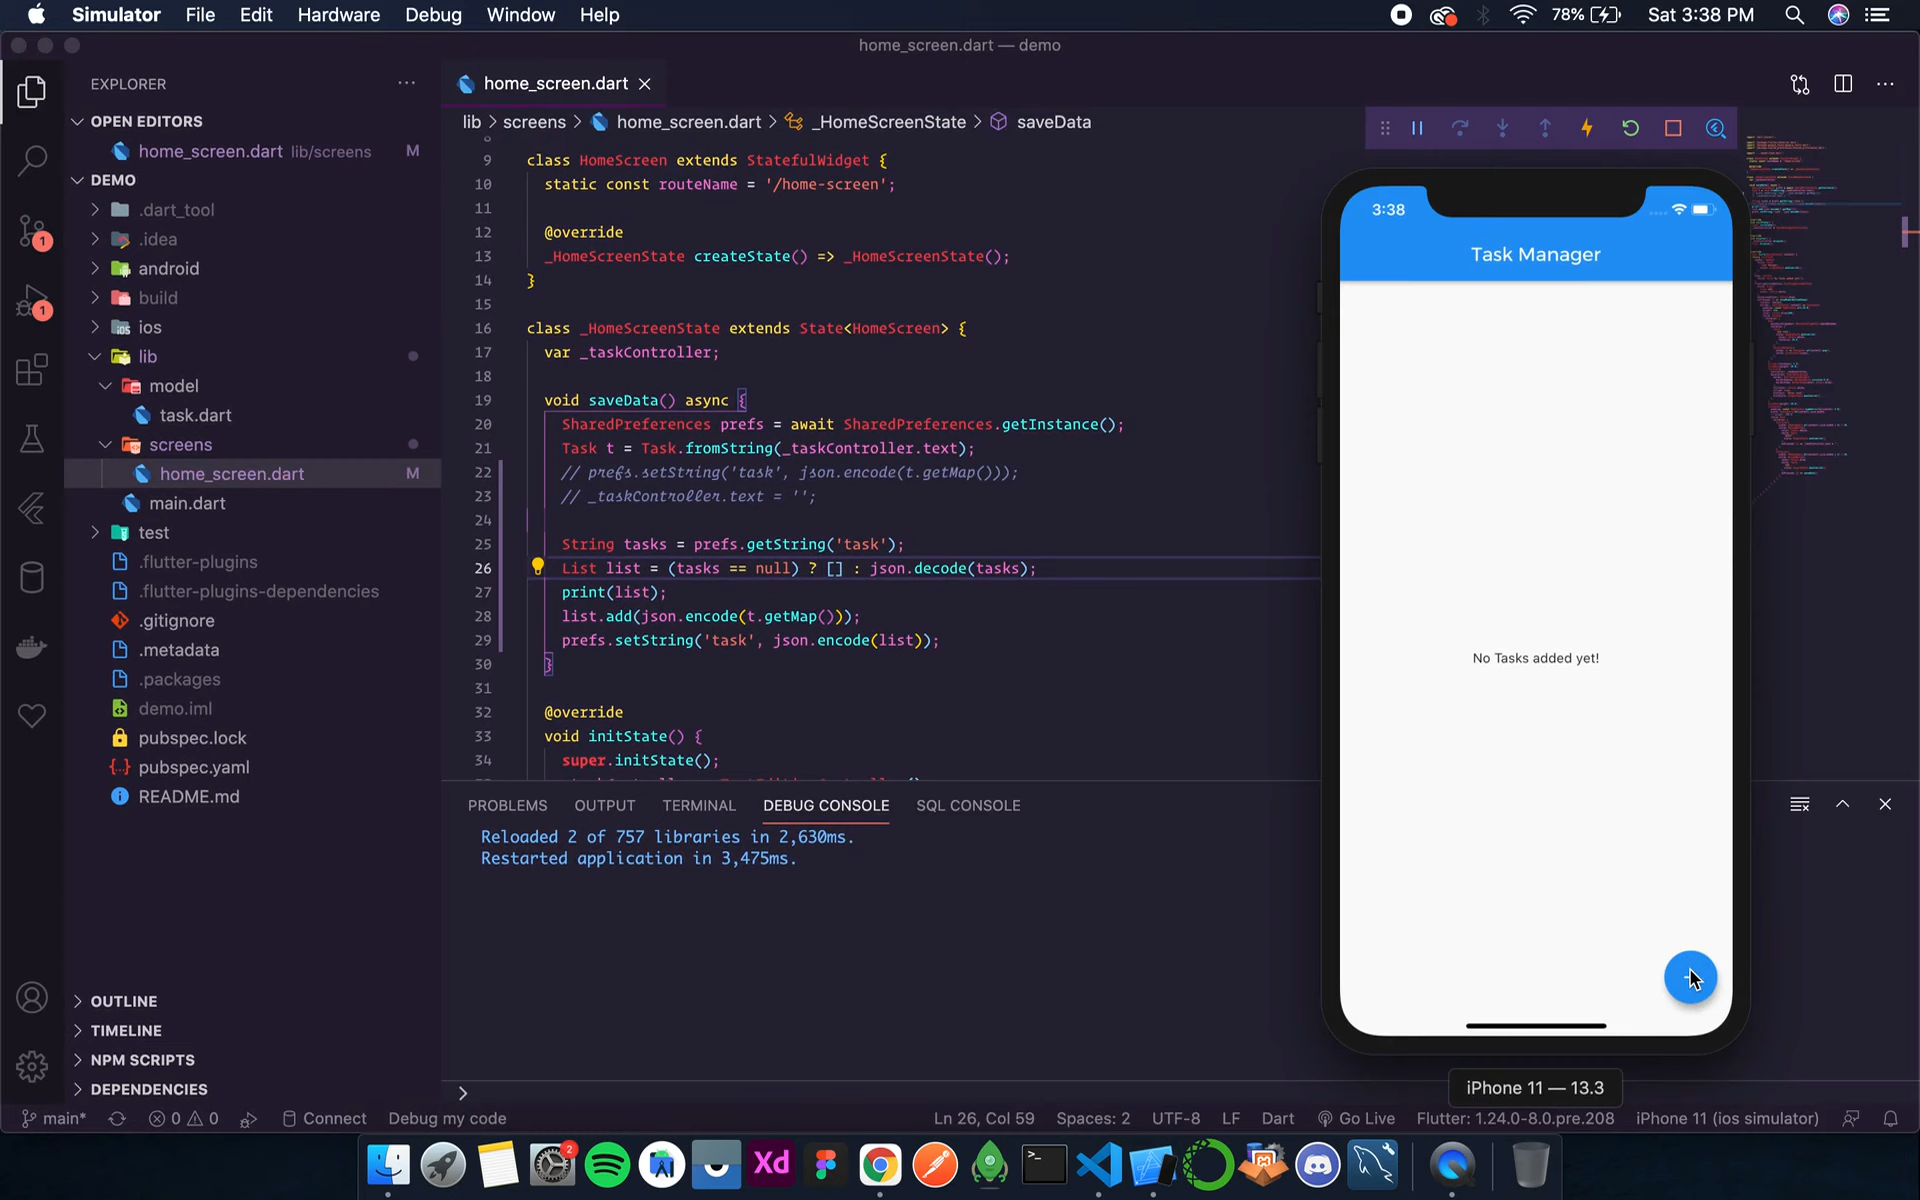 Simulator File Edit Hardware Debug Window Help 78% Sat 3:38 PM
home_screen.dart — demo
EXPLORER
OPEN EDITORS
home_screen.dart lib/screens M
DEMO
.dart_tool
.idea
android
build
ios
lib
model
task.dart
screens
home_screen.dart M
main.dart
test
.flutter-plugins
.flutter-plugins-dependencies
.gitignore
.metadata
.packages
demo.iml
pubspec.lock
pubspec.yaml
README.md
OUTLINE
TIMELINE
NPM SCRIPTS
DEPENDENCIES
1
1
home_screen.dart
lib > screens > home_screen.dart > _HomeScreenState > saveData
8
9 class HomeScreen extends StatefulWidget {
10 static const routeName = '/home-screen';
11
12 @override
13 _HomeScreenState createState() => _HomeScreenState();
14 }
15
16 class _HomeScreenState extends State<HomeScreen> {
17 var _taskController;
18
19 void saveData() async {
20 SharedPreferences prefs = await SharedPreferences.getInstance();
21 Task t = Task.fromString(_taskController.text);
22 // prefs.setString('task', json.encode(t.getMap()));
23 // _taskController.text = '';
24
25 String tasks = prefs.getString('task');
26 List list = (tasks == null) ? [] : json.decode(tasks);
27 print(list);
28 list.add(json.encode(t.getMap()));
29 prefs.setString('task', json.encode(list));
30 }
31
32 @override
33 void initState() {
34 super.initState();
PROBLEMS OUTPUT TERMINAL DEBUG CONSOLE SQL CONSOLE
Reloaded 2 of 757 libraries in 2,630ms.
Restarted application in 3,475ms.
3:38
Task Manager
No Tasks added yet!
iPhone 11 — 13.3
main* 0 0 Connect Debug my code Ln 26, Col 59 Spaces: 2 UTF-8 LF Dart Go Live Flutter: 1.24.0-8.0.pre.208 iPhone 11 (ios simulator)
2
Xd